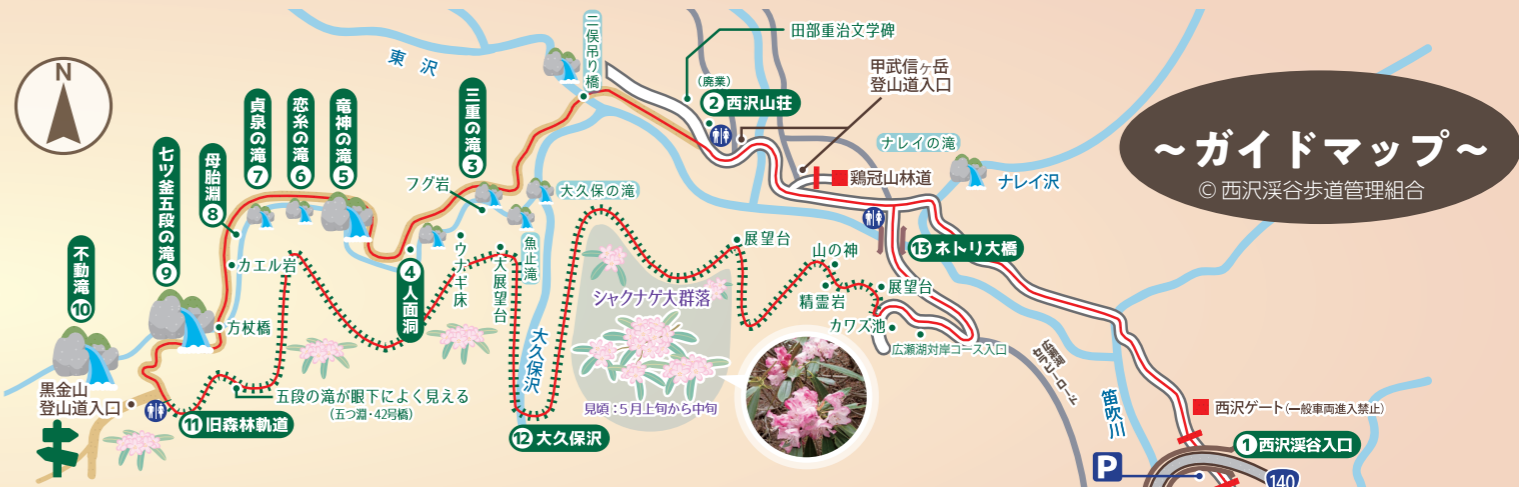 ～ガイドマップ～
© 西沢渓谷歩道管理組合
N
東沢
二俣吊り橋
田部重治文学碑
(廃業)
② 西沢山荘
甲武信ヶ岳
登山道入口
ナレイの滝
ナレイ沢
鶏冠山林道
三重の滝 ③
竜神の滝 ⑤
恋糸の滝 ⑥
貞泉の滝 ⑦
母胎淵 ⑧
七ツ釜五段の滝 ⑨
不動滝 ⑩
フグ岩
大久保の滝
魚止滝
④ 人面洞
ウナギ床
大展望台
カエル岩
方杖橋
大久保沢
シャクナゲ大群落
見頃：5月上旬から中旬
展望台
山の神
精霊岩
展望台
カワズ池
広瀬湖対岸コース入口
⑬ ネトリ大橋
広瀬湖
セラピーロード
笛吹川
西沢ゲート(一般車両進入禁止)
① 西沢渓谷入口
P
140
黒金山
登山道入口
五段の滝が眼下によく見える
(五つ淵・42号橋)
⑪ 旧森林軌道
⑫ 大久保沢